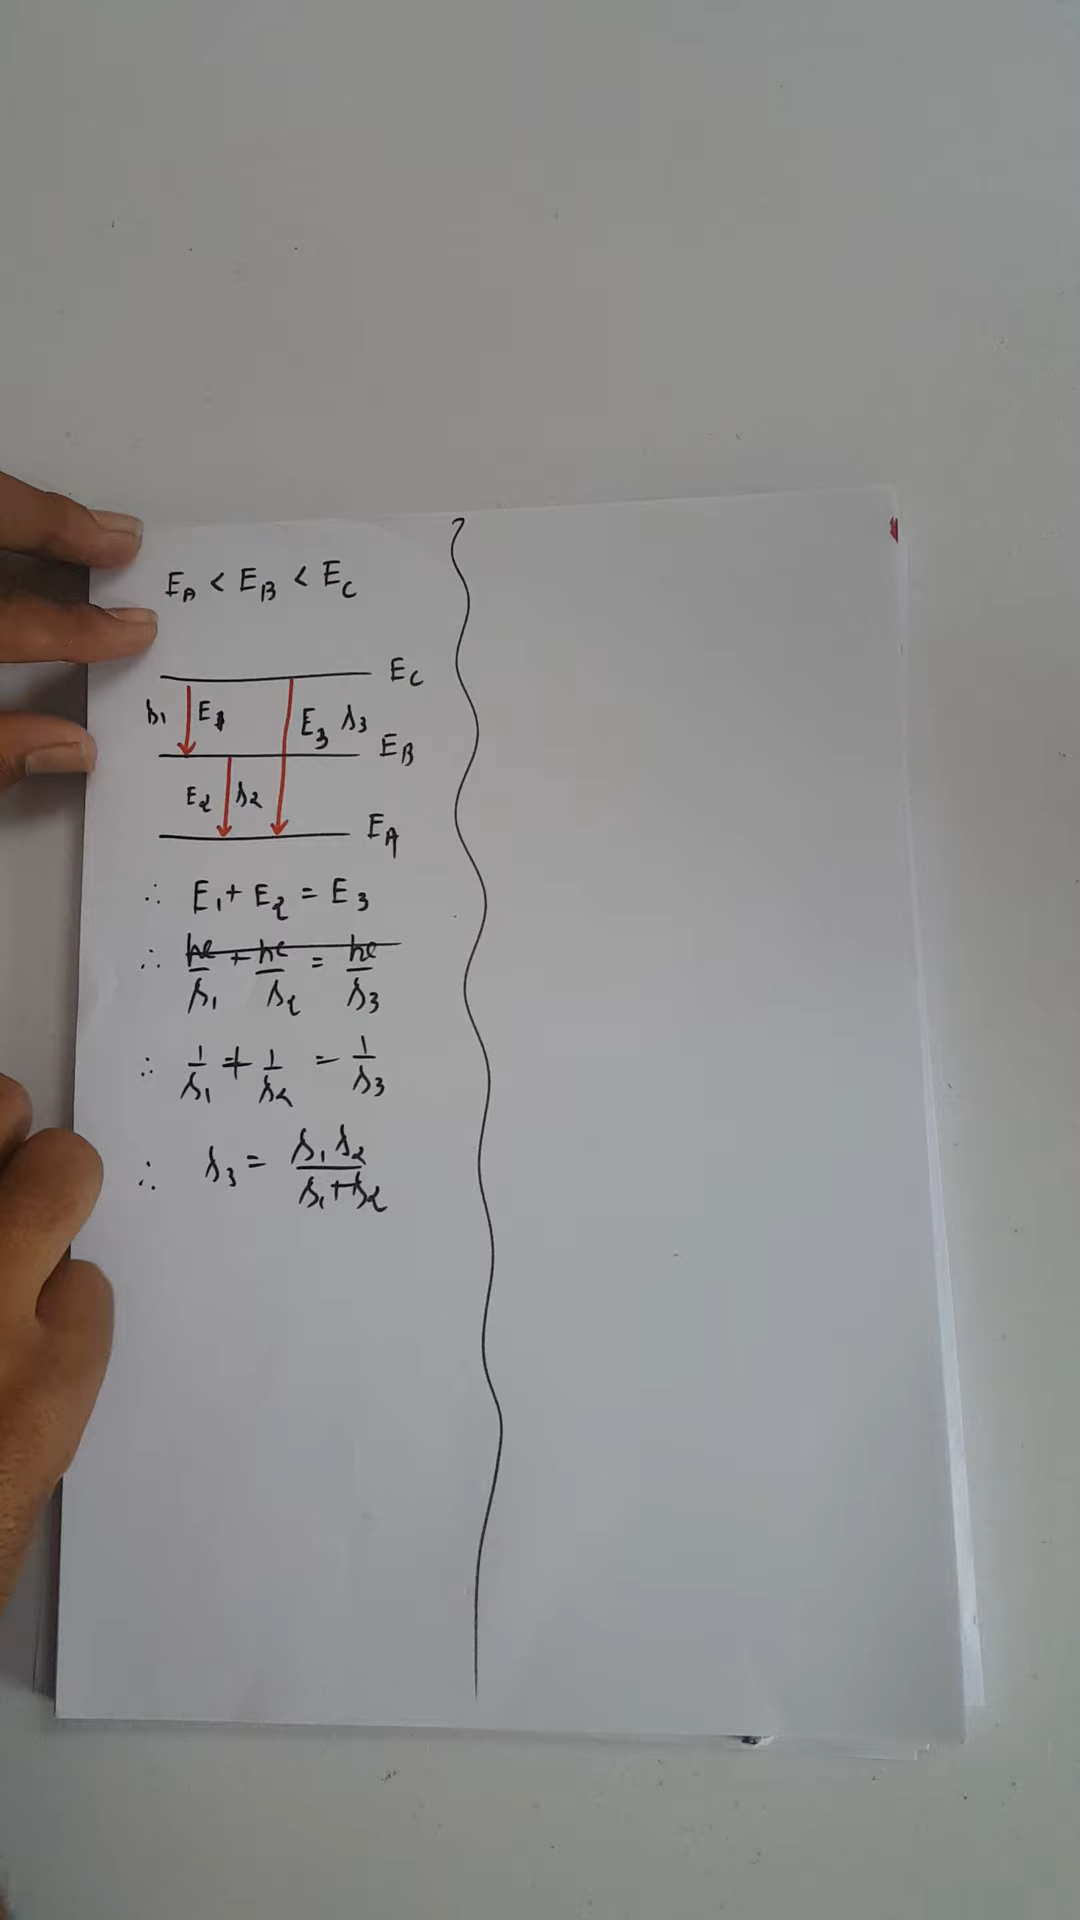 E_A < E_B < E_C
E_C
λ₁ E₁ E₃ λ₃
E_B
E₂ λ₂
E_A
∴ E₁ + E₂ = E₃
∴ hc/λ₁ + hc/λ₂ = hc/λ₃
∴ 1/λ₁ + 1/λ₂ = 1/λ₃
∴ λ₃ = λ₁λ₂/λ₁+λ₂